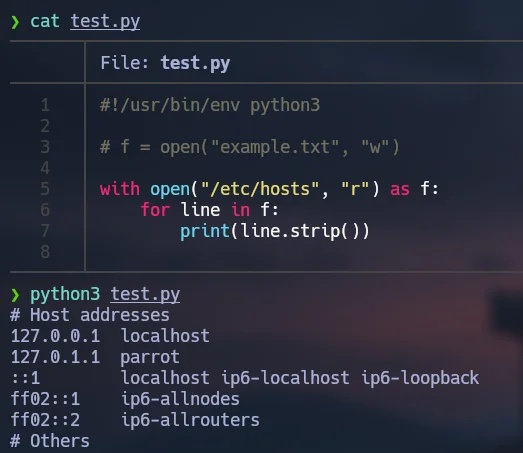 ❯ cat test.py
File: test.py
1 #!/usr/bin/env python3
2
3 # f = open("example.txt", "w")
4
5 with open("/etc/hosts", "r") as f:
6     for line in f:
7         print(line.strip())
8
❯ python3 test.py
# Host addresses
127.0.0.1  localhost
127.0.1.1  parrot
::1        localhost ip6-localhost ip6-loopback
ff02::1    ip6-allnodes
ff02::2    ip6-allrouters
# Others